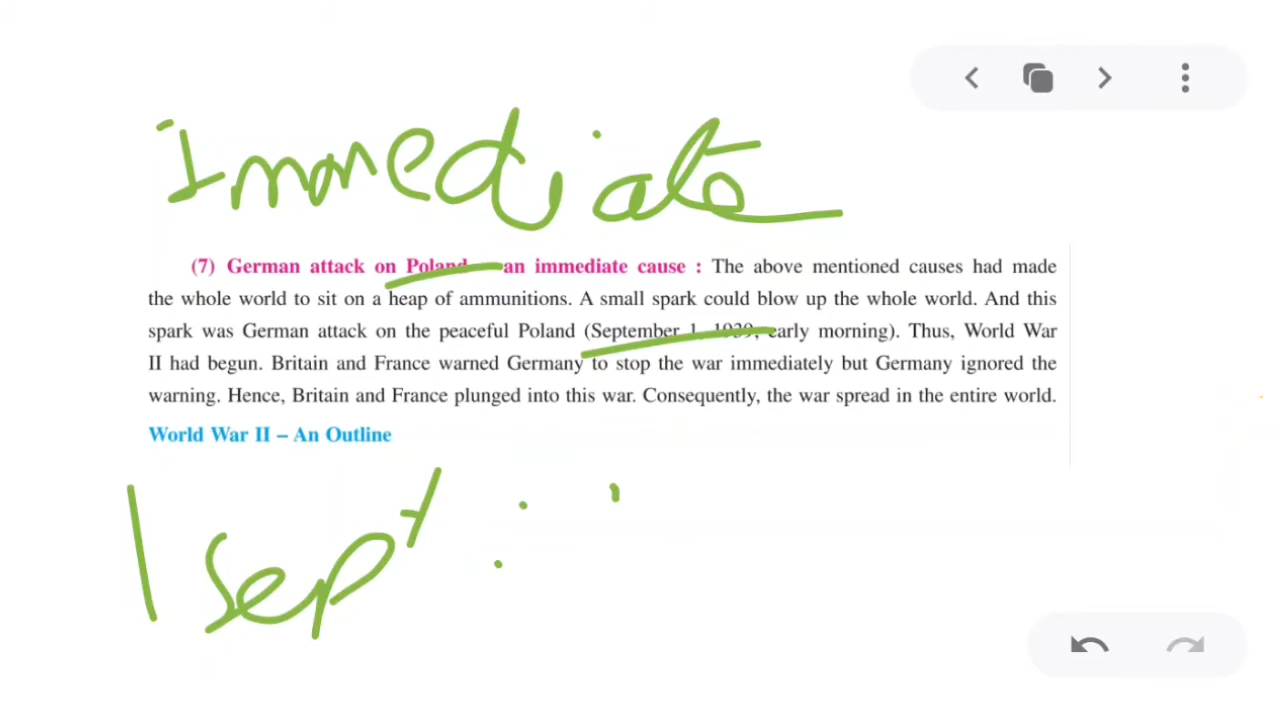 Immediate
(7) German attack on Poland – an immediate cause : The above mentioned causes had made
the whole world to sit on a heap of ammunitions. A small spark could blow up the whole world. And this
spark was German attack on the peaceful Poland (September 1, 1939, early morning). Thus, World War
II had begun. Britain and France warned Germany to stop the war immediately but Germany ignored the
warning. Hence, Britain and France plunged into this war. Consequently, the war spread in the entire world.
World War II – An Outline
1 Sept : '